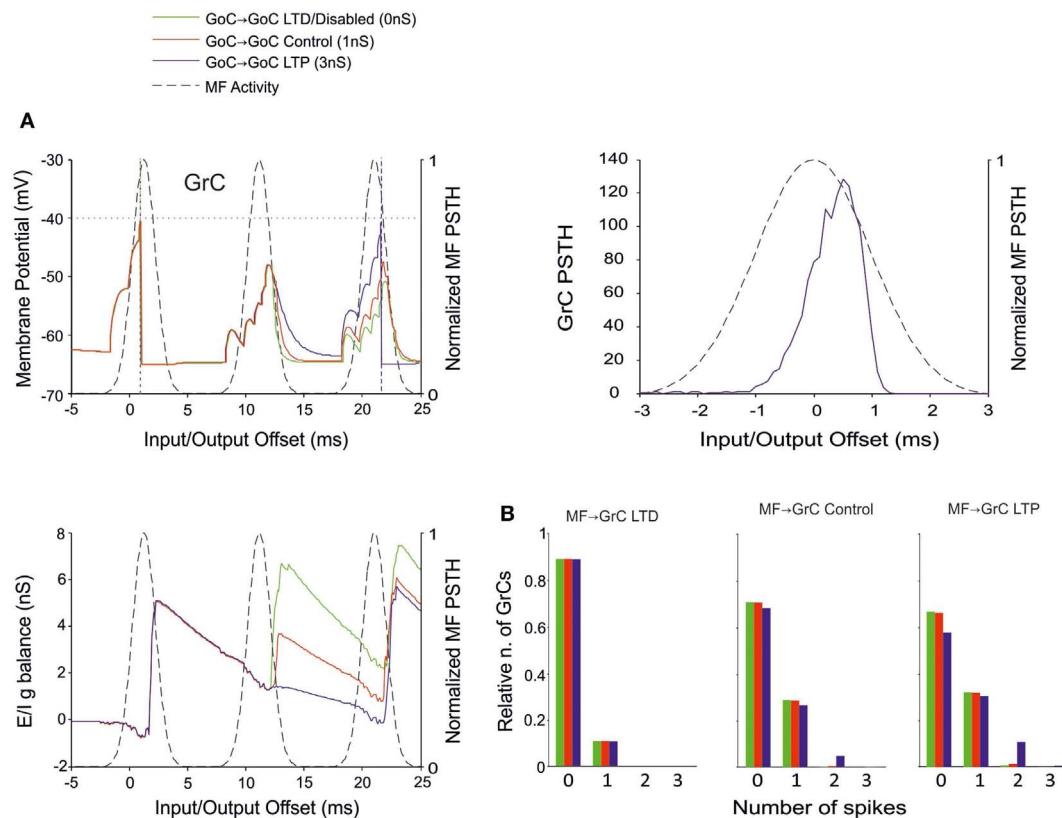 GoC→GoC LTD/Disabled (0nS)
GoC→GoC Control (1nS)
GoC→GoC LTP (3nS)
MF Activity
A
GrC
Membrane Potential (mV)
-30
-40
-50
-60
-70
1
0
Normalized MF PSTH
-5 0 5 10 15 20 25
Input/Output Offset (ms)
GrC PSTH
140
120
100
80
60
40
20
0
1
0
Normalized MF PSTH
-3 -2 -1 0 1 2 3
Input/Output Offset (ms)
E/I g balance (nS)
8
6
4
2
0
-2
1
0
Normalized MF PSTH
-5 0 5 10 15 20 25
Input/Output Offset (ms)
B
MF→GrC LTD
MF→GrC Control
MF→GrC LTP
Relative n. of GrCs
1
0.8
0.6
0.4
0.2
0
0 1 2 3
0 1 2 3
0 1 2 3
Number of spikes